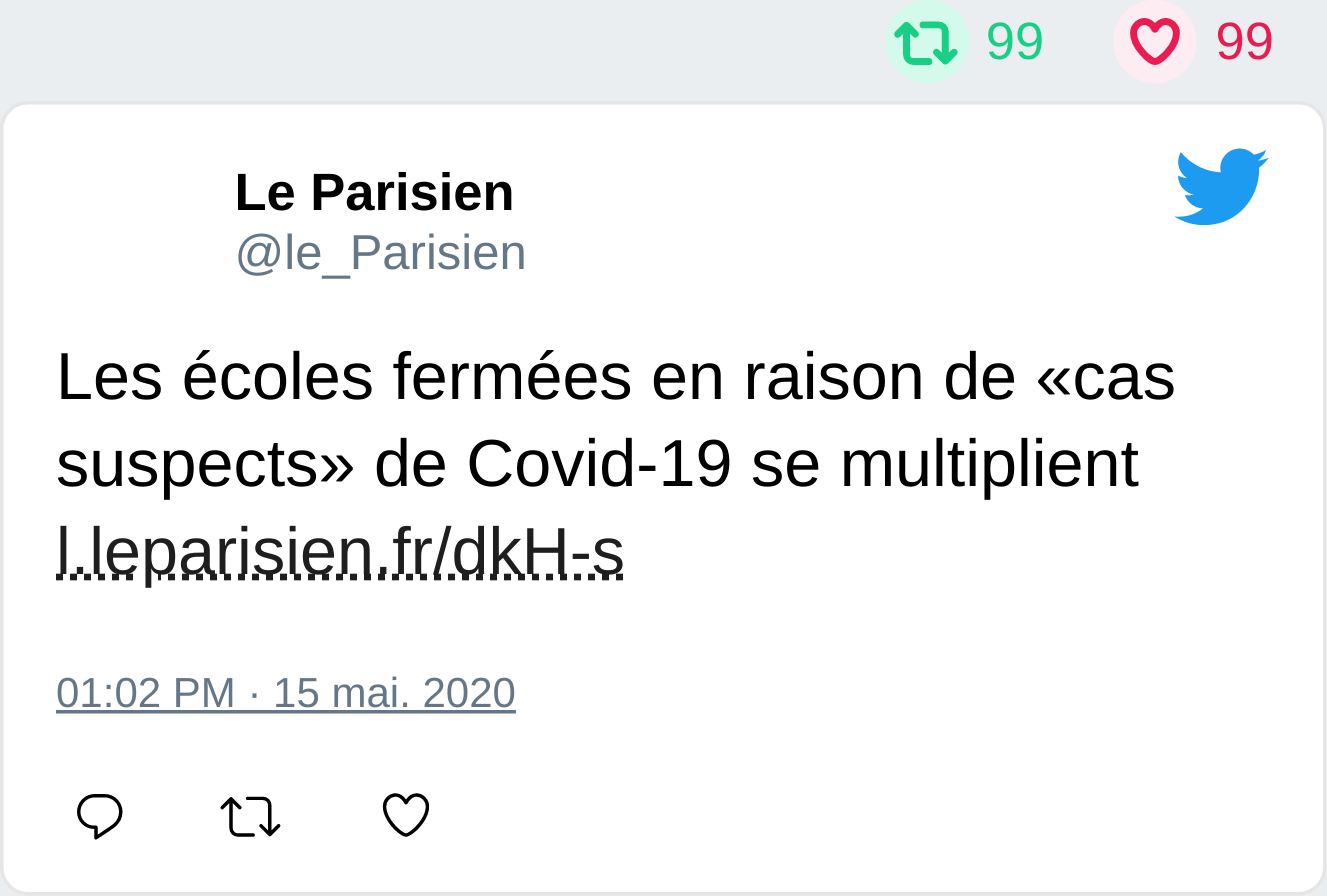 99 99
Le Parisien
@le_Parisien
Les écoles fermées en raison de «cas
suspects» de Covid-19 se multiplient
l.leparisien.fr/dkH-s
01:02 PM · 15 mai. 2020